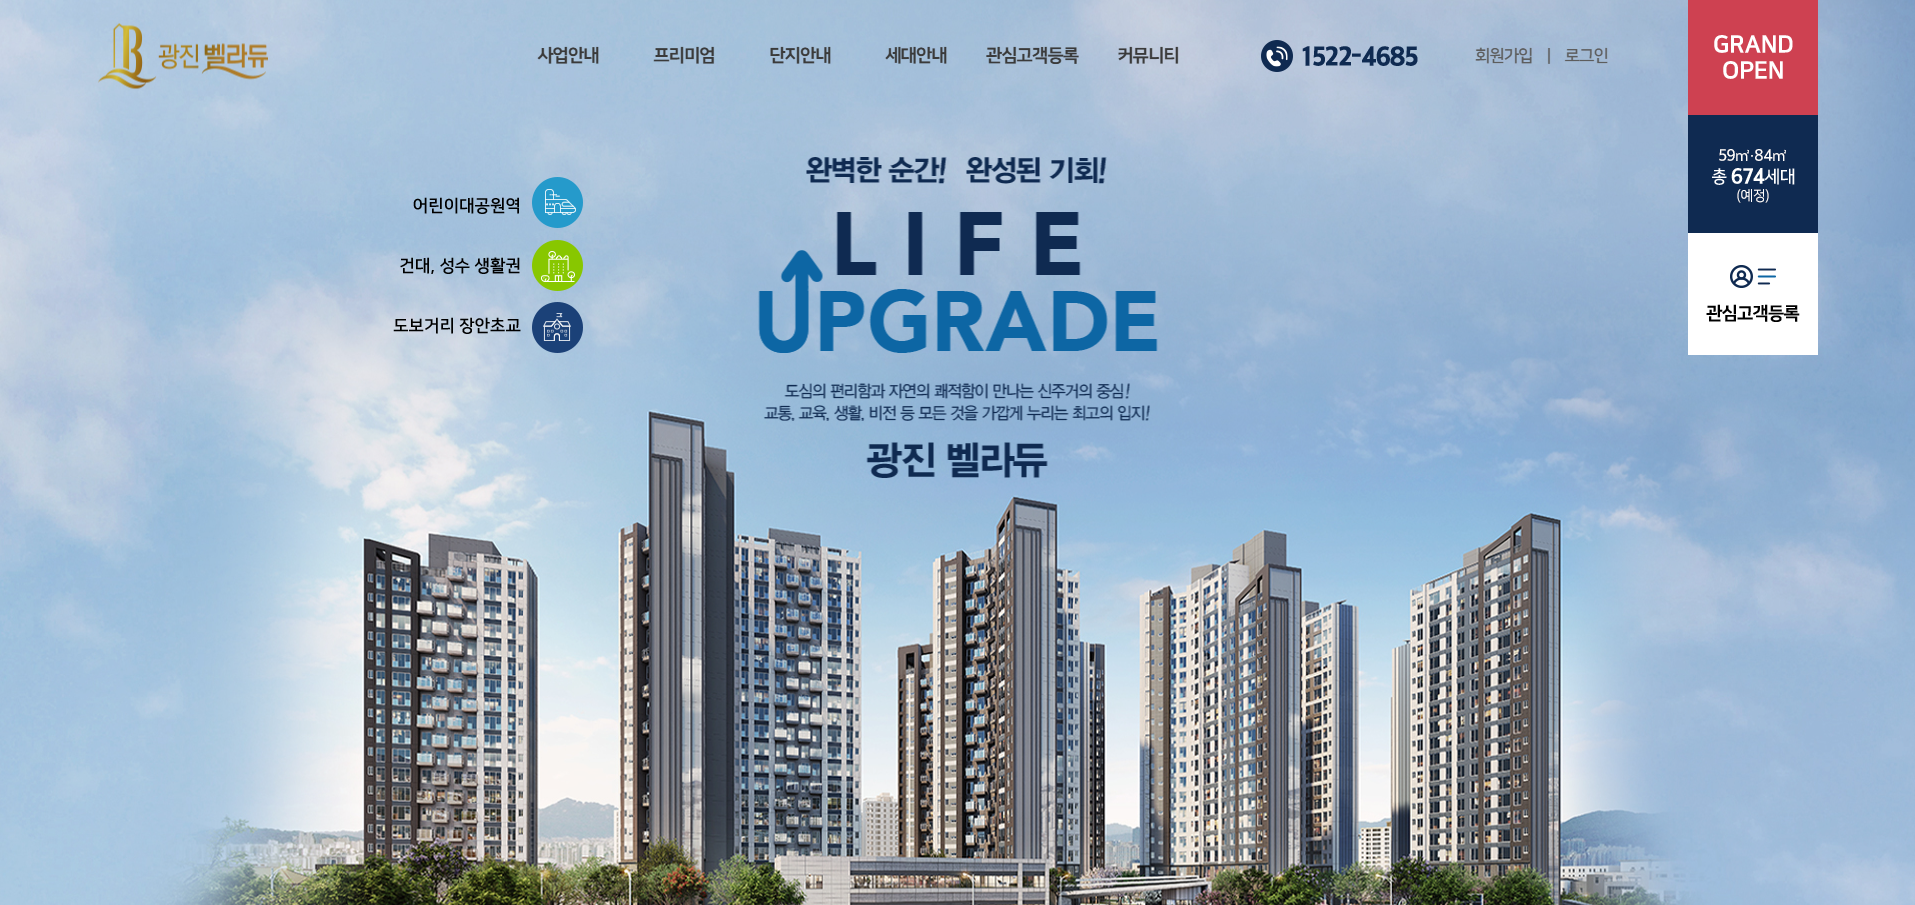 광진 벨라듀
사업안내 프리미엄 단지안내 세대안내 관심고객등록 커뮤니티
1522-4685
회원가입 | 로그인
GRAND
OPEN
59㎡·84㎡
총 674세대
(예정)
관심고객등록
어린이대공원역
건대, 성수 생활권
도보거리 장안초교
완벽한 순간! 완성된 기회!
LIFE
UPGRADE
도심의 편리함과 자연의 쾌적함이 만나는 신주거의 중심!
교통, 교육, 생활, 비전 등 모든 것을 가깝게 누리는 최고의 입지!
광진 벨라듀